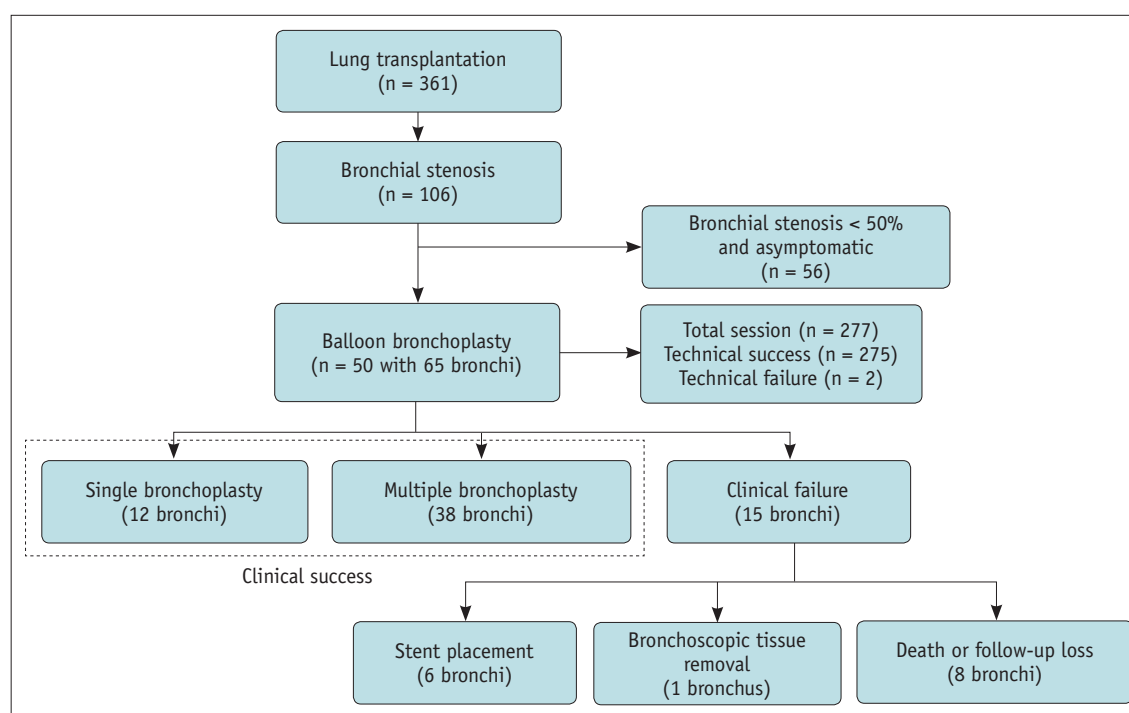 Lung transplantation
(n = 361)
Bronchial stenosis
(n = 106)
Bronchial stenosis < 50%
and asymptomatic
(n = 56)
Balloon bronchoplasty
(n = 50 with 65 bronchi)
Total session (n = 277)
Technical success (n = 275)
Technical failure (n = 2)
Single bronchoplasty
(12 bronchi)
Multiple bronchoplasty
(38 bronchi)
Clinical failure
(15 bronchi)
Clinical success
Stent placement
(6 bronchi)
Bronchoscopic tissue
removal
(1 bronchus)
Death or follow-up loss
(8 bronchi)